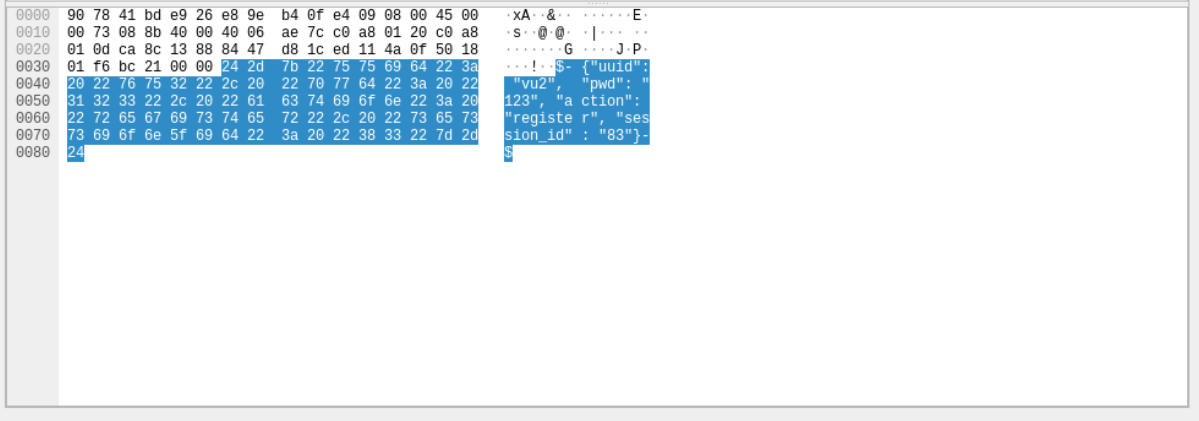 0000 90 78 41 bd e9 26 e8 9e b4 0f e4 09 08 00 45 00 ·xA··&·· ······E·
0010 00 73 08 8b 40 00 40 06 ae 7c c0 a8 01 20 c0 a8 ·s··@·@· ·|··· ··
0020 01 0d ca 8c 13 88 84 47 d8 1c ed 11 4a 0f 50 18 ·······G ····J·P·
0030 01 f6 bc 21 00 00 24 2d 7b 22 75 75 69 64 22 3a ···!··$- {"uuid":
0040 20 22 76 75 32 22 2c 20 22 70 77 64 22 3a 20 22 "vu2", "pwd": "
0050 31 32 33 22 2c 20 22 61 63 74 69 6f 6e 22 3a 20 123", "a ction":
0060 22 72 65 67 69 73 74 65 72 22 2c 20 22 73 65 73 "registe r", "ses
0070 73 69 6f 6e 5f 69 64 22 3a 20 22 38 33 22 7d 2d sion_id" : "83"}-
0080 24 $